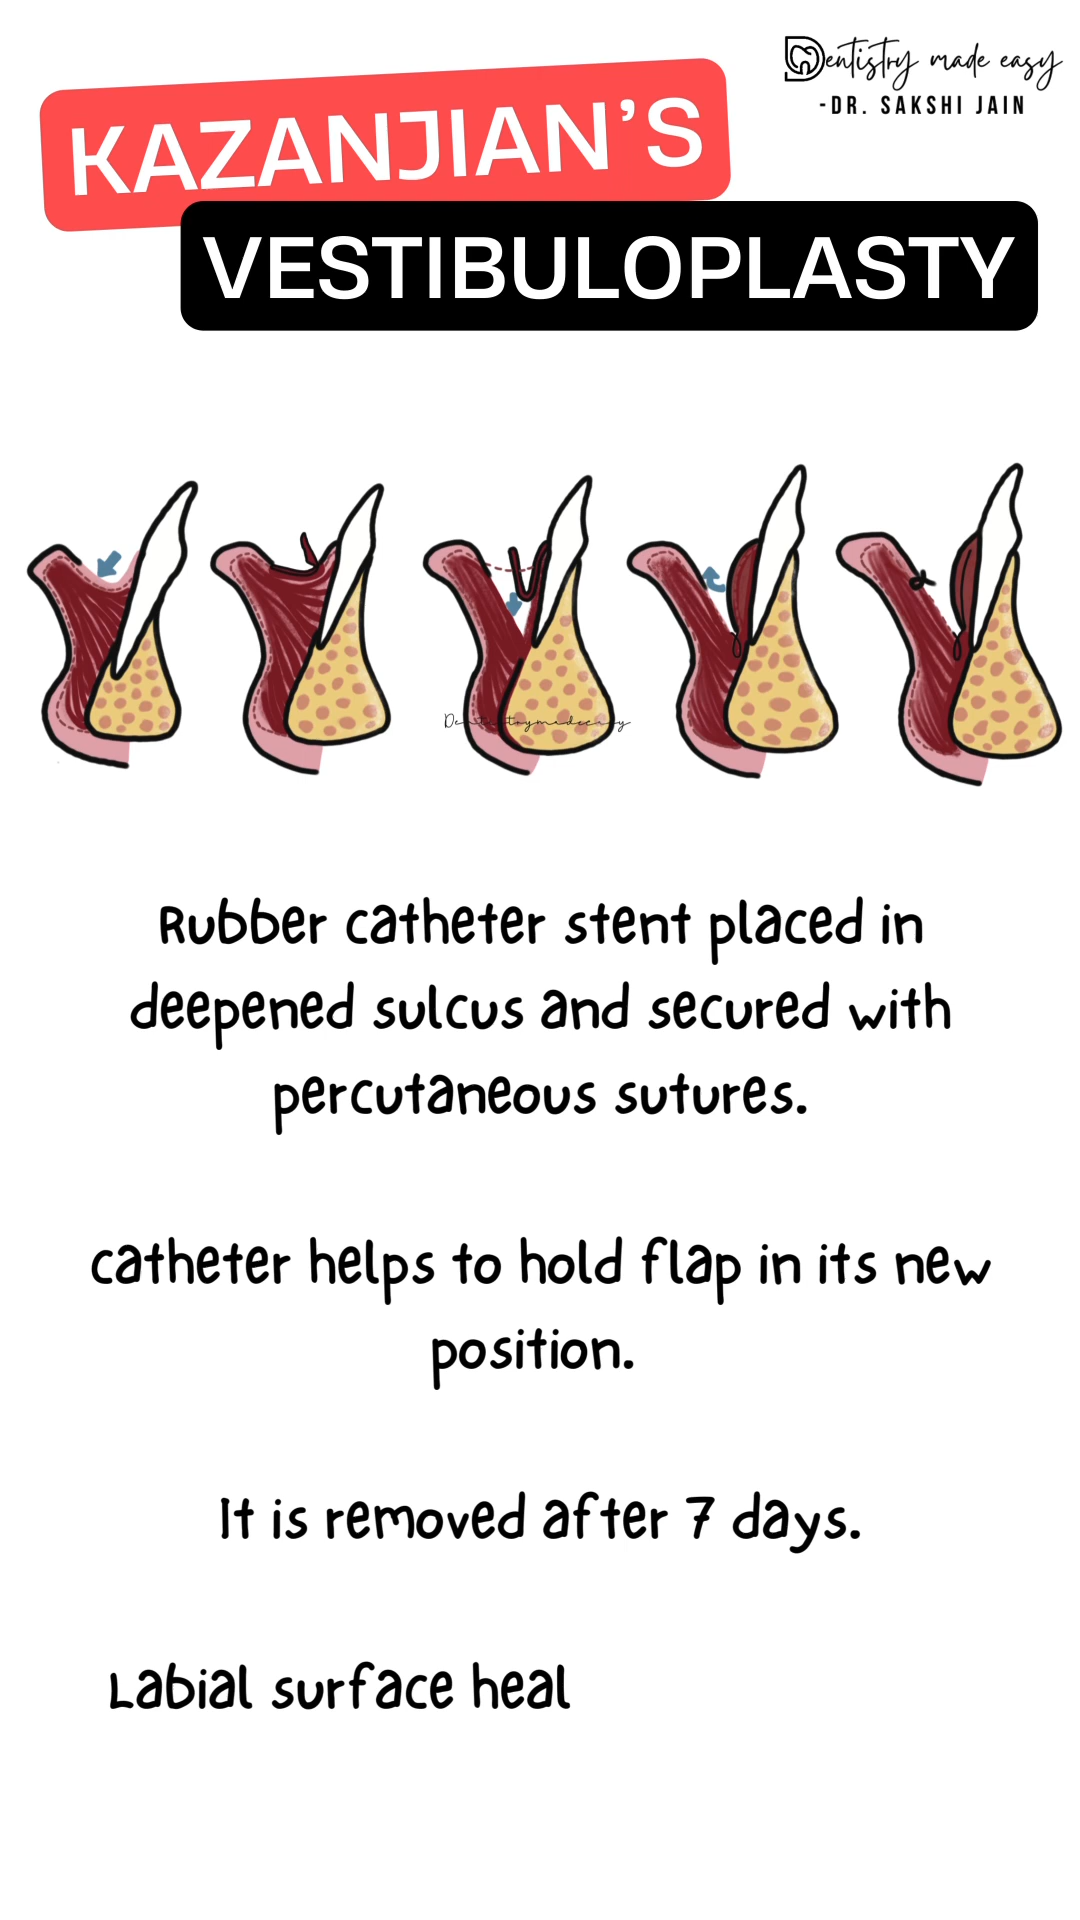 Dentistry made easy
-DR. SAKSHI JAIN
KAZANJIAN'S
VESTIBULOPLASTY
Dentistrymadeeasy
Rubber catheter stent placed in
deepened sulcus and secured with
percutaneous sutures.
catheter helps to hold flap in its new
position.
It is removed after 7 days.
Labial surface heal